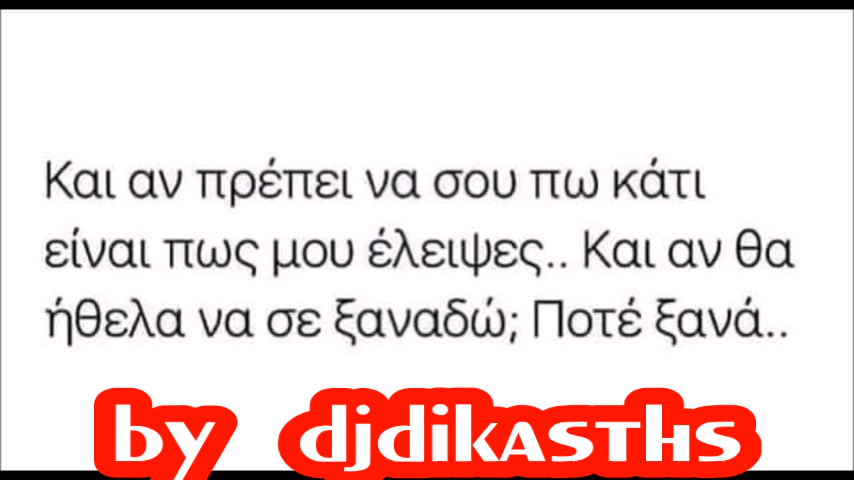 Και αν πρέπει να σου πω κάτι
είναι πως μου έλειψες.. Και αν θα
ήθελα να σε ξαναδώ; Ποτέ ξανά..
by djdikASTHS